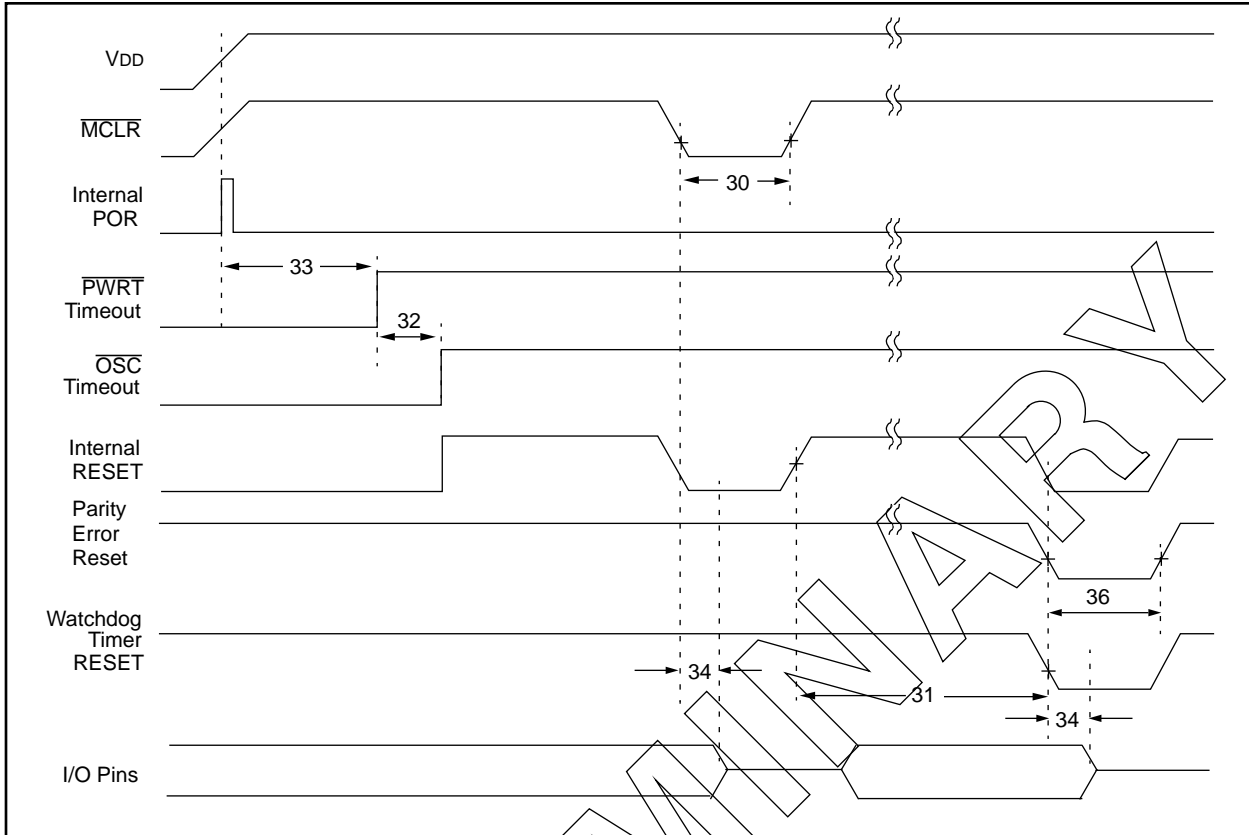 VDD
MCLR
Internal
POR
PWRT
Timeout
OSC
Timeout
Internal
RESET
Parity
Error
Reset
Watchdog
Timer
RESET
I/O Pins
30
33
32
36
34
31
34
MINARY